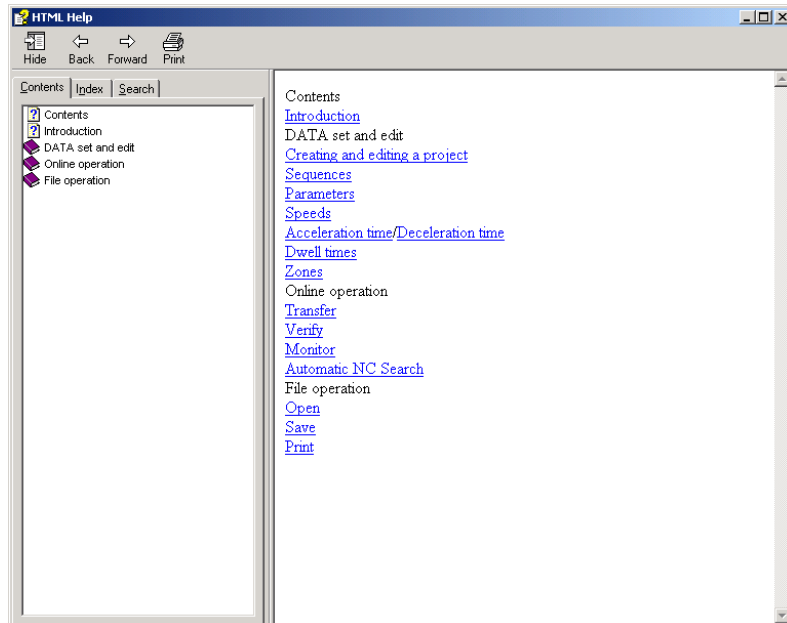 HTML Help
Hide Back Forward Print
Contents Index Search
Contents
Introduction
DATA set and edit
Online operation
File operation
Contents
Introduction
DATA set and edit
Creating and editing a project
Sequences
Parameters
Speeds
Acceleration time/Deceleration time
Dwell times
Zones
Online operation
Transfer
Verify
Monitor
Automatic NC Search
File operation
Open
Save
Print